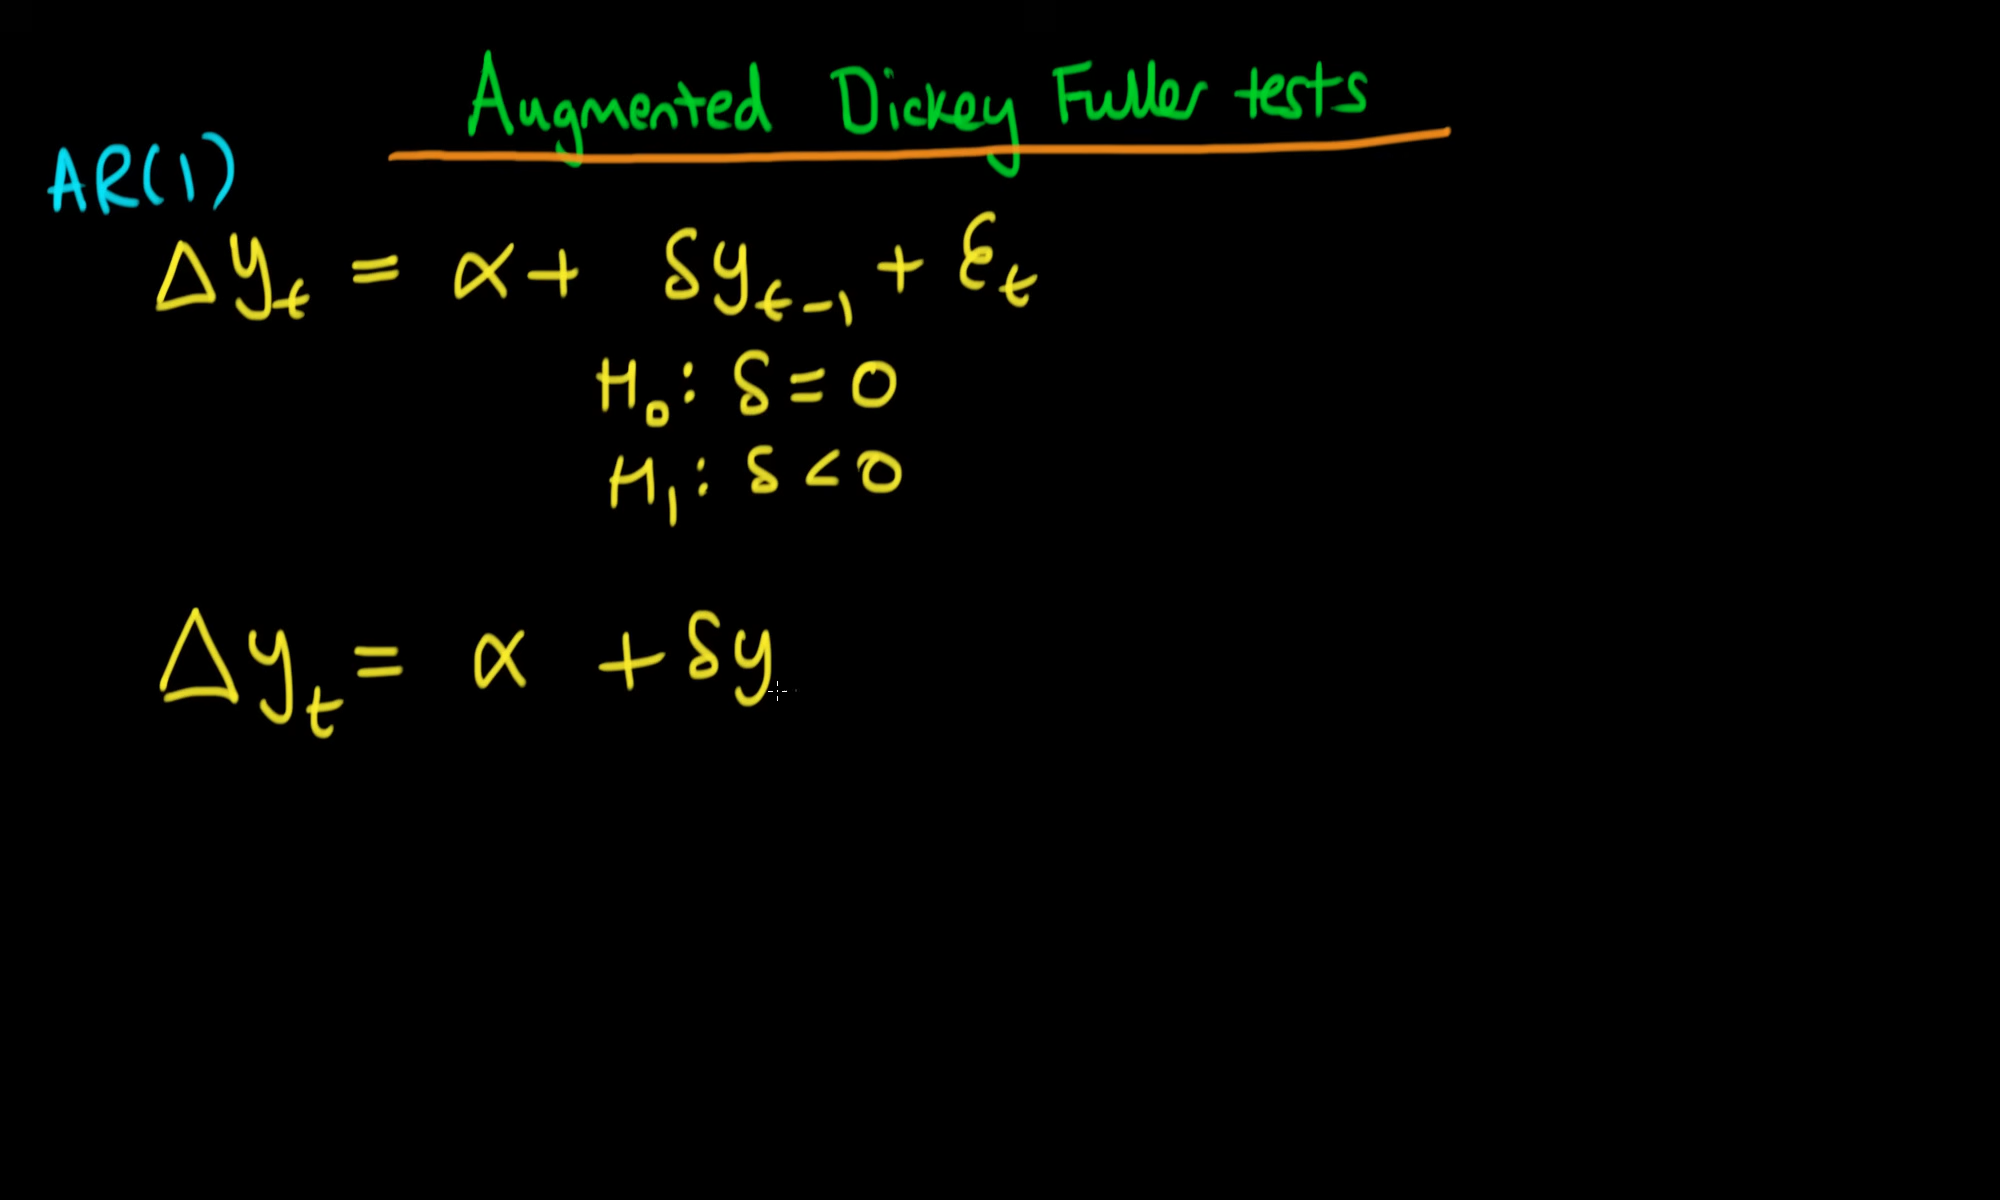 Augmented Dickey Fuller tests
AR(1)
Δy_t = α + δy_{t-1} + ε_t
H_0: δ = 0
H_1: δ < 0
Δy_t = α + δy